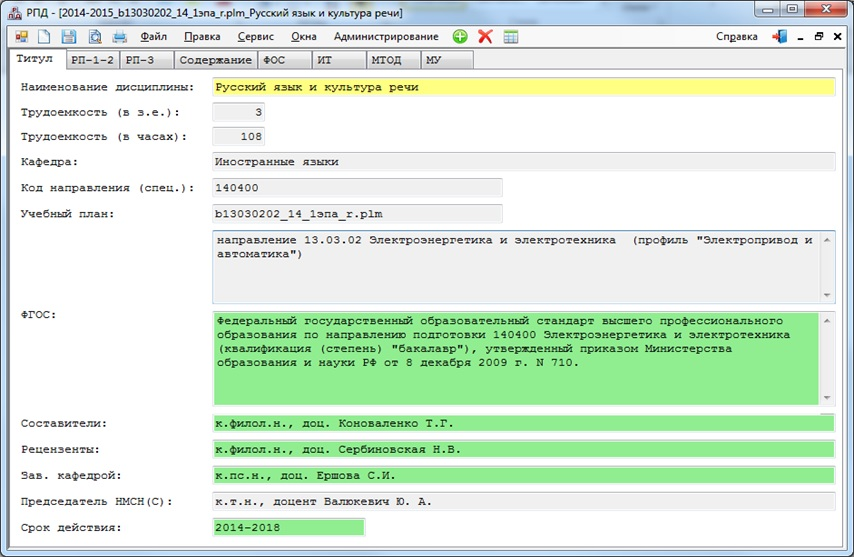 РПД - [2014-2015_b13030202_14_1эпа_r.plm_Русский язык и культура речи]
Файл Правка Сервис Окна Администрирование Справка
Титул РП-1-2 РП-3 Содержание ФОС ИТ МТОД МУ
Наименование дисциплины: Русский язык и культура речи
Трудоемкость (в з.е.): 3
Трудоемкость (в часах): 108
Кафедра: Иностранные языки
Код направления (спец.): 140400
Учебный план: b13030202_14_1эпа_r.plm
направление 13.03.02 Электроэнергетика и электротехника (профиль "Электропривод и
автоматика")
ФГОС: Федеральный государственный образовательный стандарт высшего профессионального
образования по направлению подготовки 140400 Электроэнергетика и электротехника
(квалификация (степень) "бакалавр"), утвержденный приказом Министерства
образования и науки РФ от 8 декабря 2009 г. N 710.
Составители: к.филол.н., доц. Коноваленко Т.Г.
Рецензенты: к.филол.н., доц. Сербиновская Н.В.
Зав. кафедрой: к.пс.н., доц. Ершова С.И.
Председатель НМСН(С): к.т.н., доцент Валюкевич Ю. А.
Срок действия: 2014-2018